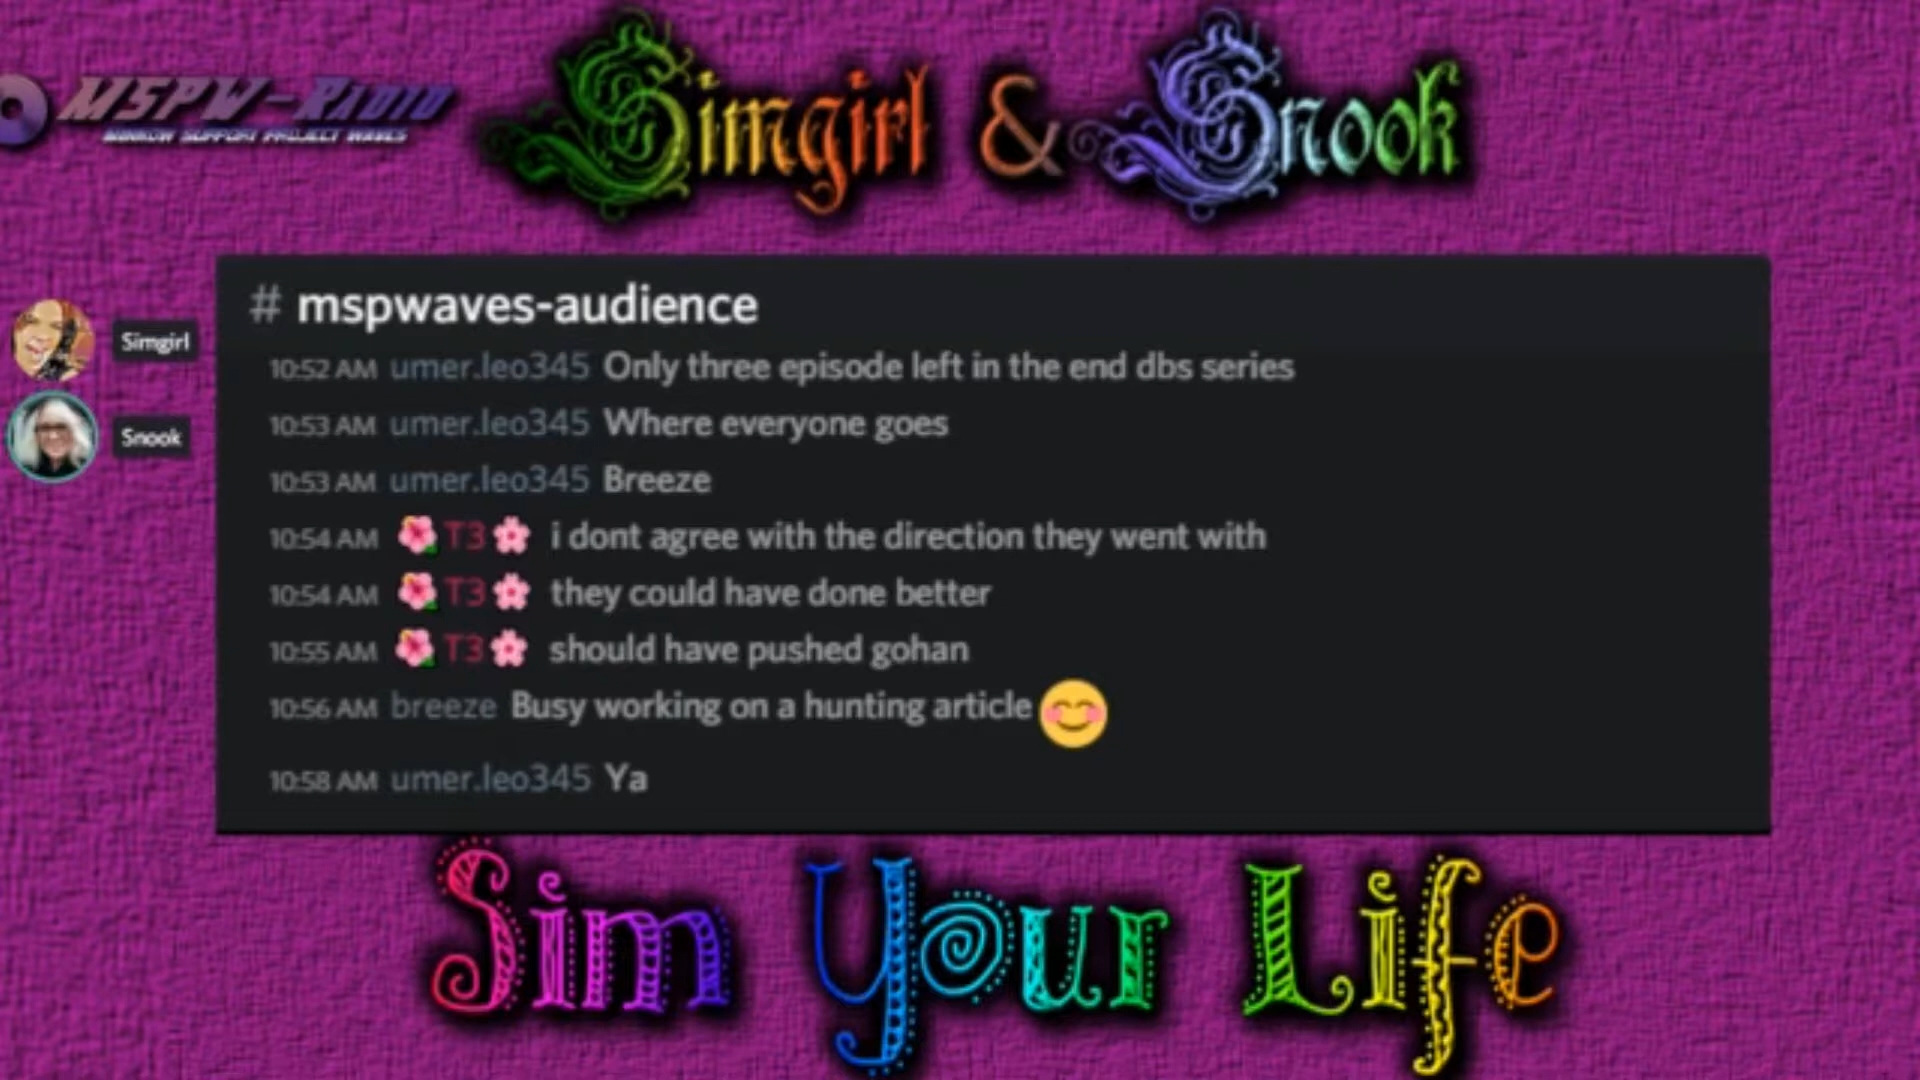 MSPW-Radio
MINNOW SUPPORT PROJECT WAVES
Simgirl & Snook
# mspwaves-audience
Simgirl
Snook
10:52 AM umer.leo345 Only three episode left in the end dbs series
10:53 AM umer.leo345 Where everyone goes
10:53 AM umer.leo345 Breeze
10:54 AM 🌺T3🌸 i dont agree with the direction they went with
10:54 AM 🌺T3🌸 they could have done better
10:55 AM 🌺T3🌸 should have pushed gohan
10:56 AM breeze Busy working on a hunting article 😊
10:58 AM umer.leo345 Ya
Sim Your Life